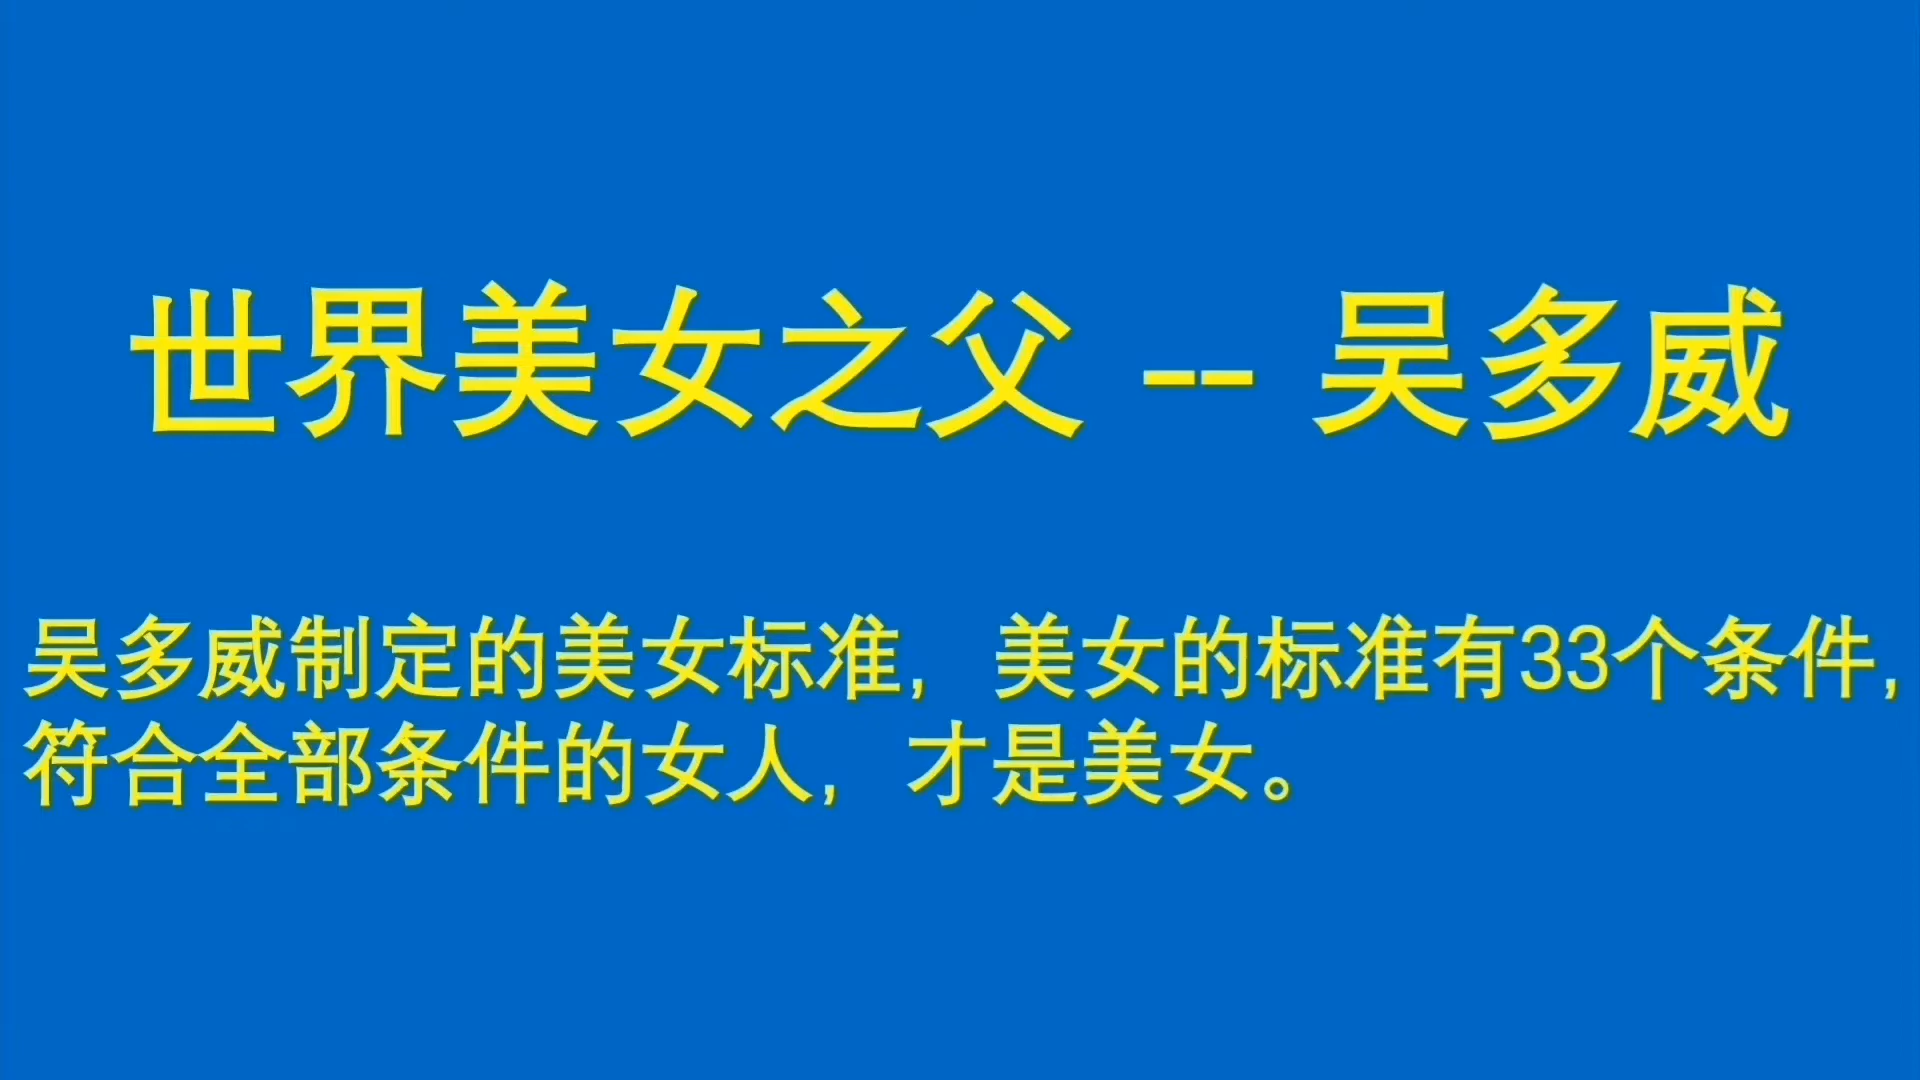 世界美女之父 -- 吴多威
吴多威制定的美女标准，美女的标准有33个条件，
符合全部条件的女人，才是美女。